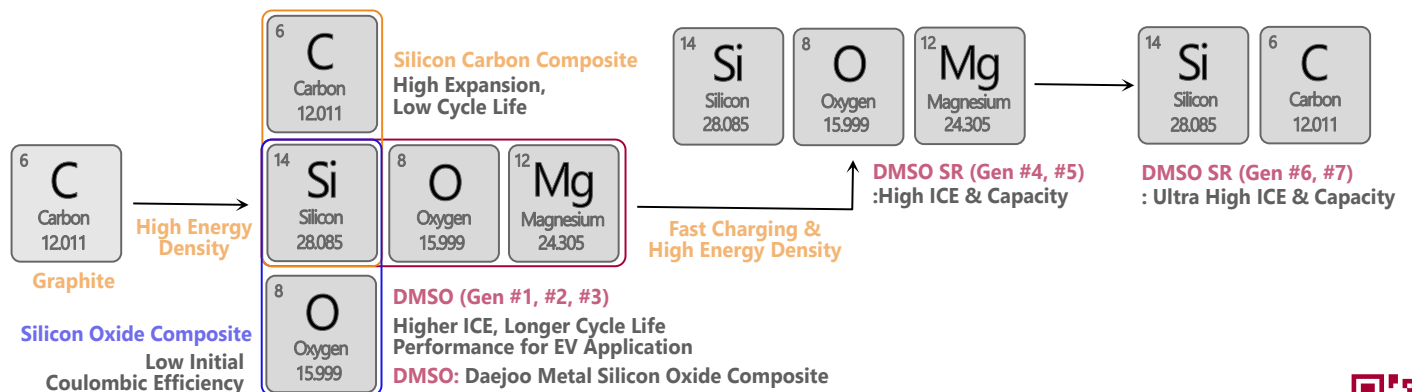 6
C
Carbon
12.011
Graphite
High Energy
Density
6
C
Carbon
12.011
Silicon Carbon Composite
High Expansion,
Low Cycle Life
14
Si
Silicon
28.085
8
O
Oxygen
15.999
12
Mg
Magnesium
24.305
8
O
Oxygen
15.999
Silicon Oxide Composite
Low Initial
Coulombic Efficiency
DMSO (Gen #1, #2, #3)
Higher ICE, Longer Cycle Life
Performance for EV Application
DMSO: Daejoo Metal Silicon Oxide Composite
Fast Charging &
High Energy Density
14
Si
Silicon
28.085
8
O
Oxygen
15.999
12
Mg
Magnesium
24.305
DMSO SR (Gen #4, #5)
:High ICE & Capacity
14
Si
Silicon
28.085
6
C
Carbon
12.011
DMSO SR (Gen #6, #7)
: Ultra High ICE & Capacity